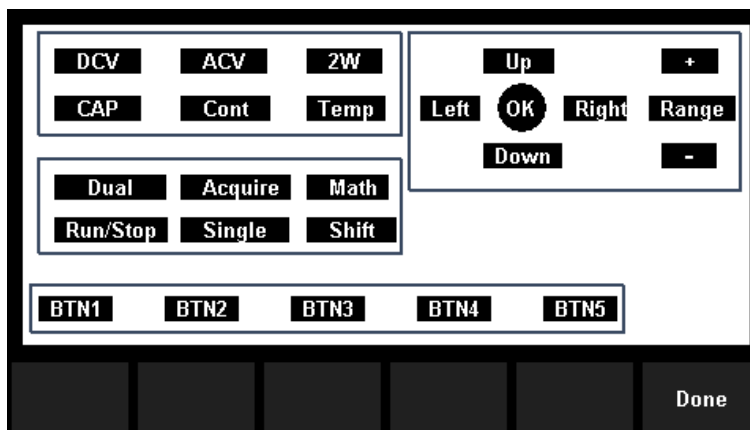 DCV ACV 2W
CAP Cont Temp
Up +
Left OK Right Range
Down -
Dual Acquire Math
Run/Stop Single Shift
BTN1 BTN2 BTN3 BTN4 BTN5
Done